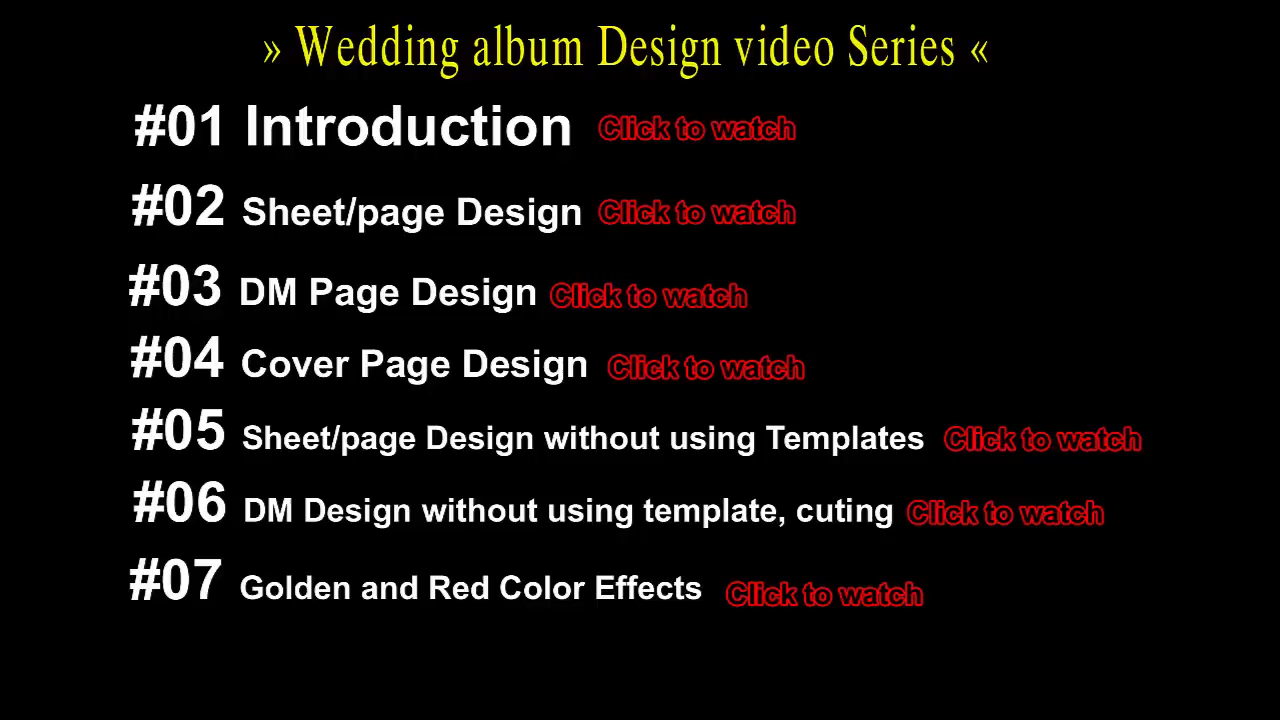 » Wedding album Design video Series «
#01 Introduction Click to watch
#02 Sheet/page Design Click to watch
#03 DM Page Design Click to watch
#04 Cover Page Design Click to watch
#05 Sheet/page Design without using Templates Click to watch
#06 DM Design without using template, cuting Click to watch
#07 Golden and Red Color Effects Click to watch